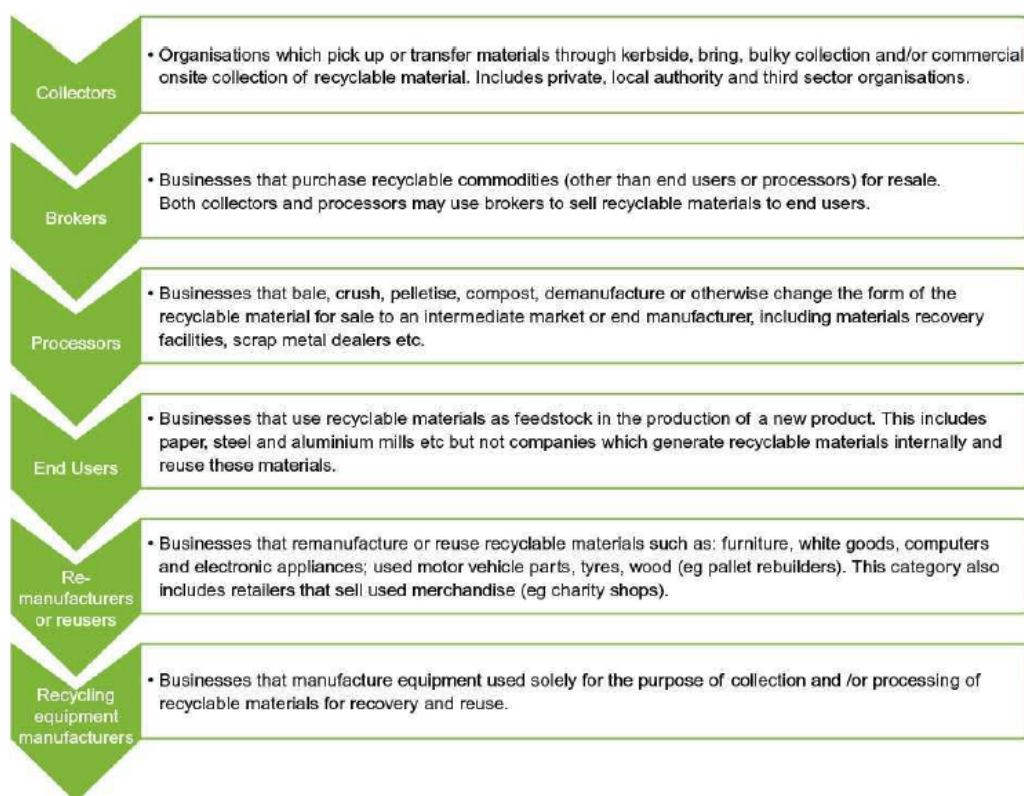 Collectors
• Organisations which pick up or transfer materials through kerbside, bring, bulky collection and/or commercial
onsite collection of recyclable material. Includes private, local authority and third sector organisations.
Brokers
• Businesses that purchase recyclable commodities (other than end users or processors) for resale.
Both collectors and processors may use brokers to sell recyclable materials to end users.
Processors
• Businesses that bale, crush, pelletise, compost, demanufacture or otherwise change the form of the
recyclable material for sale to an intermediate market or end manufacturer, including materials recovery
facilities, scrap metal dealers etc.
End Users
• Businesses that use recyclable materials as feedstock in the production of a new product. This includes
paper, steel and aluminium mills etc but not companies which generate recyclable materials internally and
reuse these materials.
Re-
manufacturers
or reusers
• Businesses that remanufacture or reuse recyclable materials such as: furniture, white goods, computers
and electronic appliances; used motor vehicle parts, tyres, wood (eg pallet rebuilders). This category also
includes retailers that sell used merchandise (eg charity shops).
Recycling
equipment
manufacturers
• Businesses that manufacture equipment used solely for the purpose of collection and /or processing of
recyclable materials for recovery and reuse.